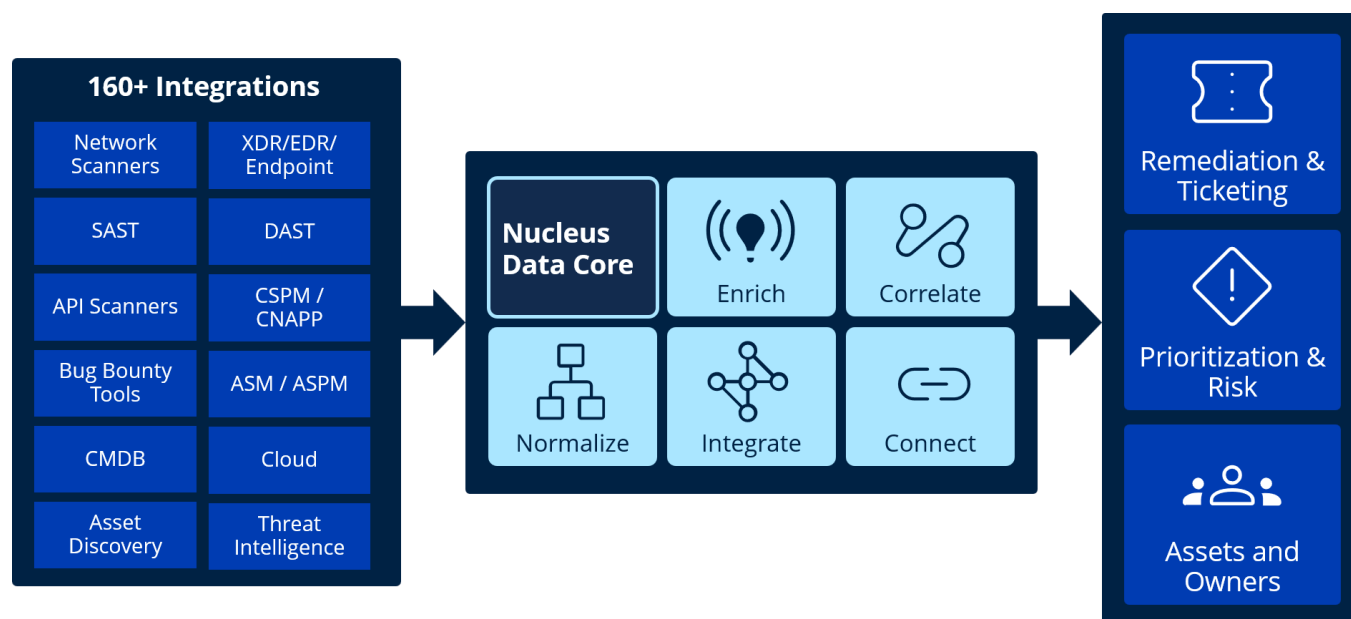 160+ Integrations
Network
Scanners
XDR/EDR/
Endpoint
SAST
DAST
API Scanners
CSPM /
CNAPP
Bug Bounty
Tools
ASM / ASPM
CMDB
Cloud
Asset
Discovery
Threat
Intelligence
Nucleus
Data Core
Enrich
Correlate
Normalize
Integrate
Connect
Remediation &
Ticketing
Prioritization &
Risk
Assets and
Owners